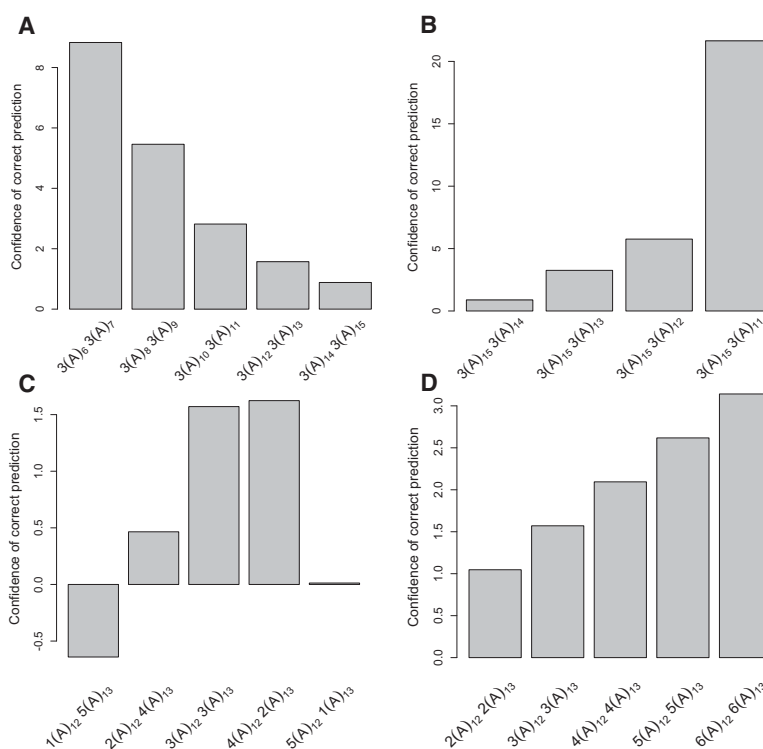 A
Confidence of correct prediction
0 2 4 6 8
3(A)₆ 3(A)₇
3(A)₈ 3(A)₉
3(A)₁₀ 3(A)₁₁
3(A)₁₂ 3(A)₁₃
3(A)₁₄ 3(A)₁₅
B
Confidence of correct prediction
0 5 10 15 20
3(A)₁₅ 3(A)₁₄
3(A)₁₅ 3(A)₁₃
3(A)₁₅ 3(A)₁₂
3(A)₁₅ 3(A)₁₁
C
Confidence of correct prediction
-0.5 0.0 0.5 1.0 1.5
1(A)₁₂ 5(A)₁₃
2(A)₁₂ 4(A)₁₃
3(A)₁₂ 3(A)₁₃
4(A)₁₂ 2(A)₁₃
5(A)₁₂ 1(A)₁₃
D
Confidence of correct prediction
0.0 0.5 1.0 1.5 2.0 2.5 3.0
2(A)₁₂ 2(A)₁₃
3(A)₁₂ 3(A)₁₃
4(A)₁₂ 4(A)₁₃
5(A)₁₂ 5(A)₁₃
6(A)₁₂ 6(A)₁₃